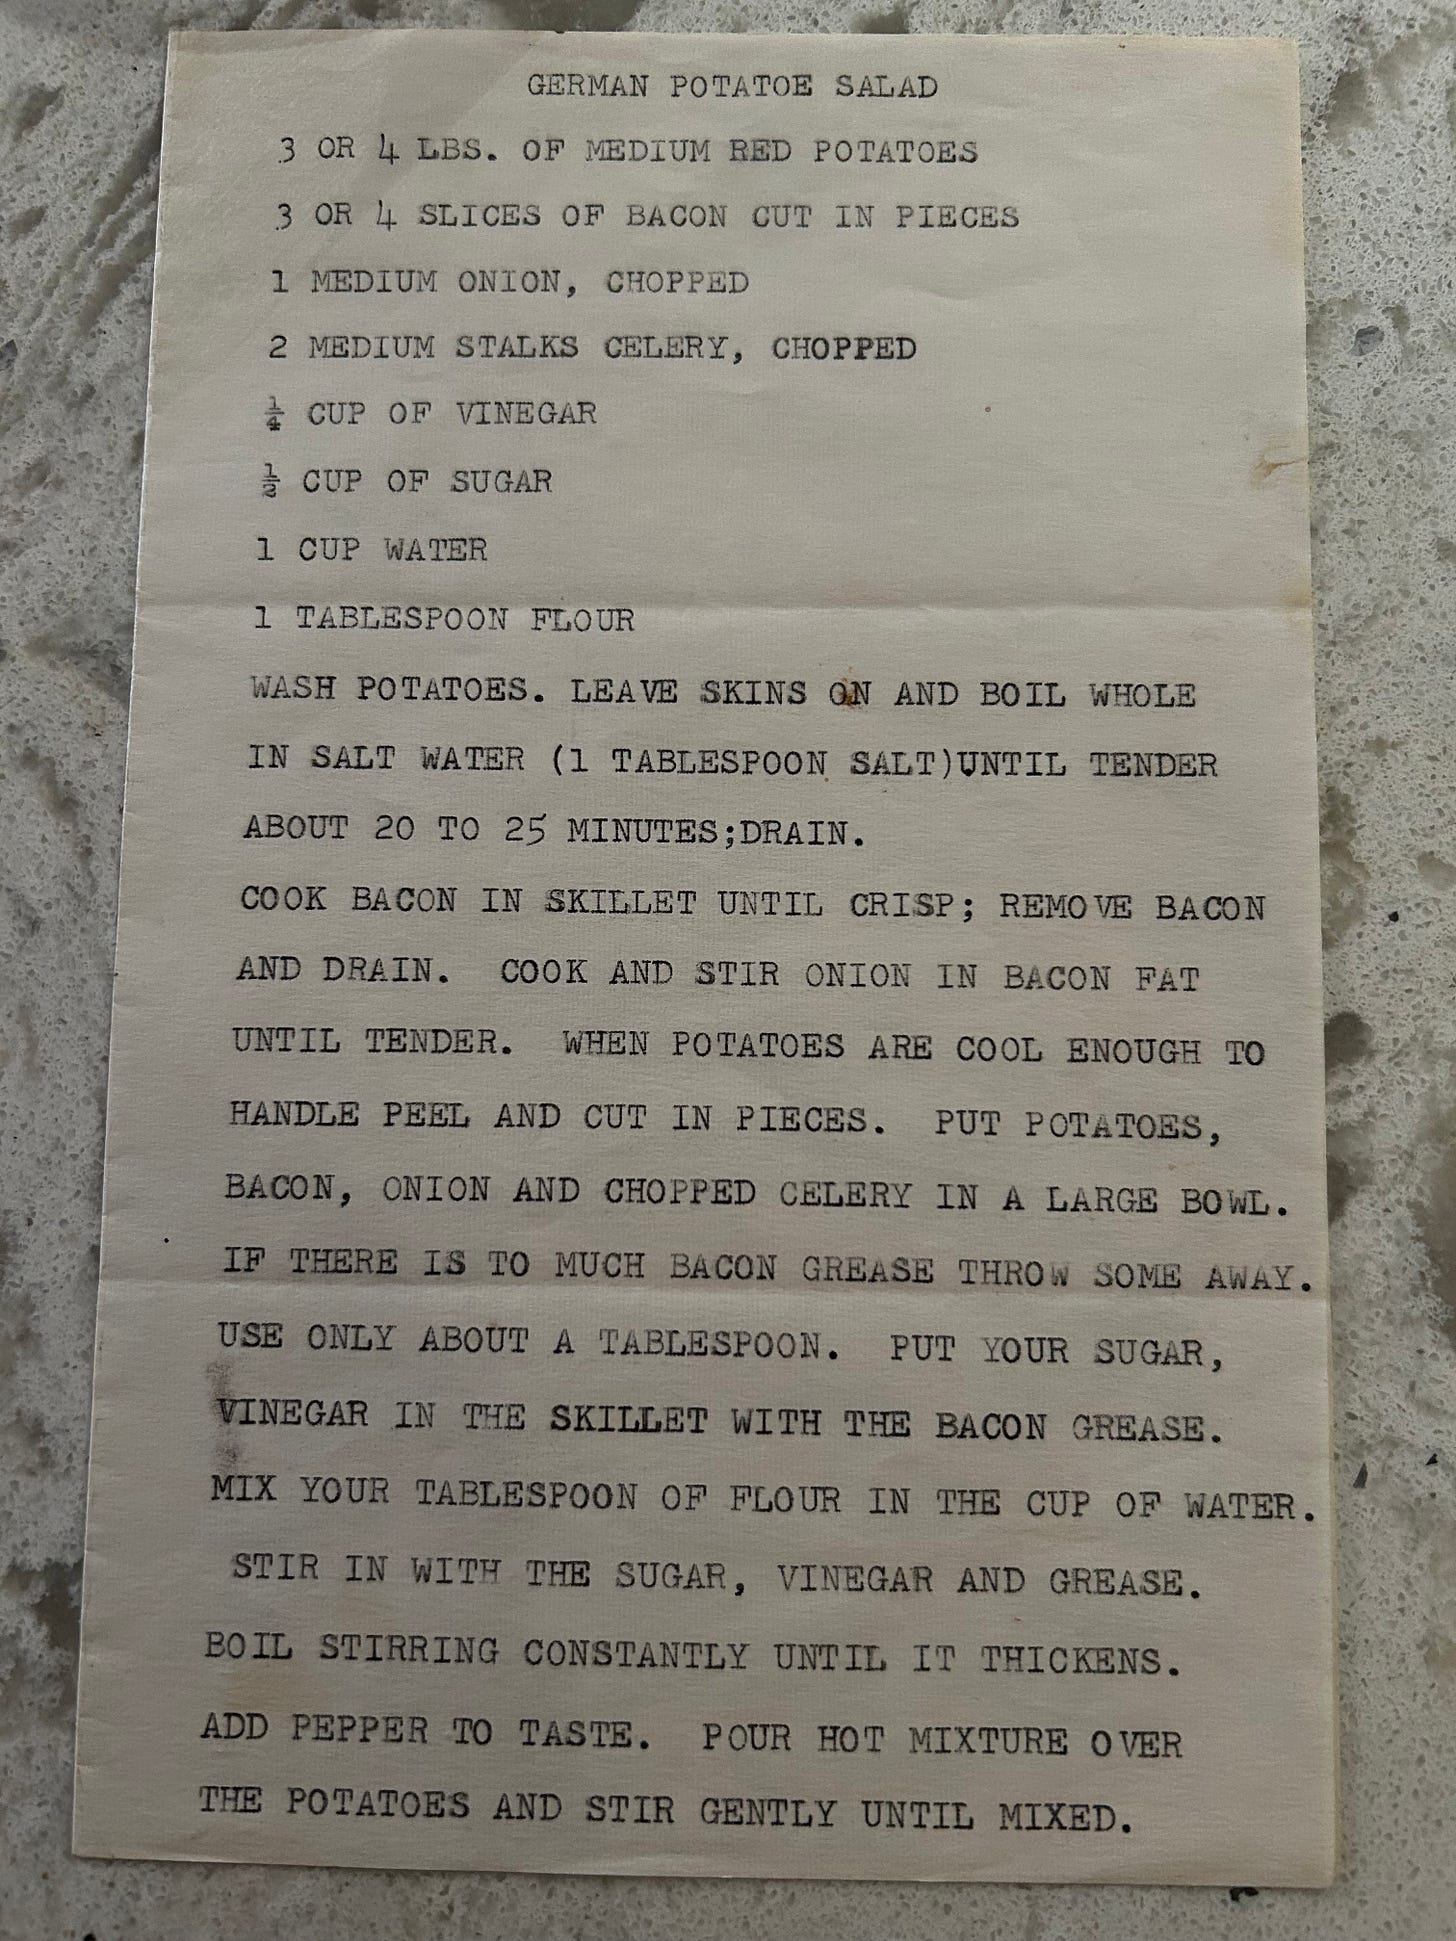 GERMAN POTATOE SALAD
3 OR 4 LBS. OF MEDIUM RED POTATOES
3 OR 4 SLICES OF BACON CUT IN PIECES
1 MEDIUM ONION, CHOPPED
2 MEDIUM STALKS CELERY, CHOPPED
¼ CUP OF VINEGAR
½ CUP OF SUGAR
1 CUP WATER
1 TABLESPOON FLOUR
WASH POTATOES. LEAVE SKINS ON AND BOIL WHOLE
IN SALT WATER (1 TABLESPOON SALT)UNTIL TENDER
ABOUT 20 TO 25 MINUTES;DRAIN.
COOK BACON IN SKILLET UNTIL CRISP; REMOVE BACON
AND DRAIN. COOK AND STIR ONION IN BACON FAT
UNTIL TENDER. WHEN POTATOES ARE COOL ENOUGH TO
HANDLE PEEL AND CUT IN PIECES. PUT POTATOES,
BACON, ONION AND CHOPPED CELERY IN A LARGE BOWL.
IF THERE IS TO MUCH BACON GREASE THROW SOME AWAY.
USE ONLY ABOUT A TABLESPOON. PUT YOUR SUGAR,
VINEGAR IN THE SKILLET WITH THE BACON GREASE.
MIX YOUR TABLESPOON OF FLOUR IN THE CUP OF WATER.
STIR IN WITH THE SUGAR, VINEGAR AND GREASE.
BOIL STIRRING CONSTANTLY UNTIL IT THICKENS.
ADD PEPPER TO TASTE. POUR HOT MIXTURE OVER
THE POTATOES AND STIR GENTLY UNTIL MIXED.